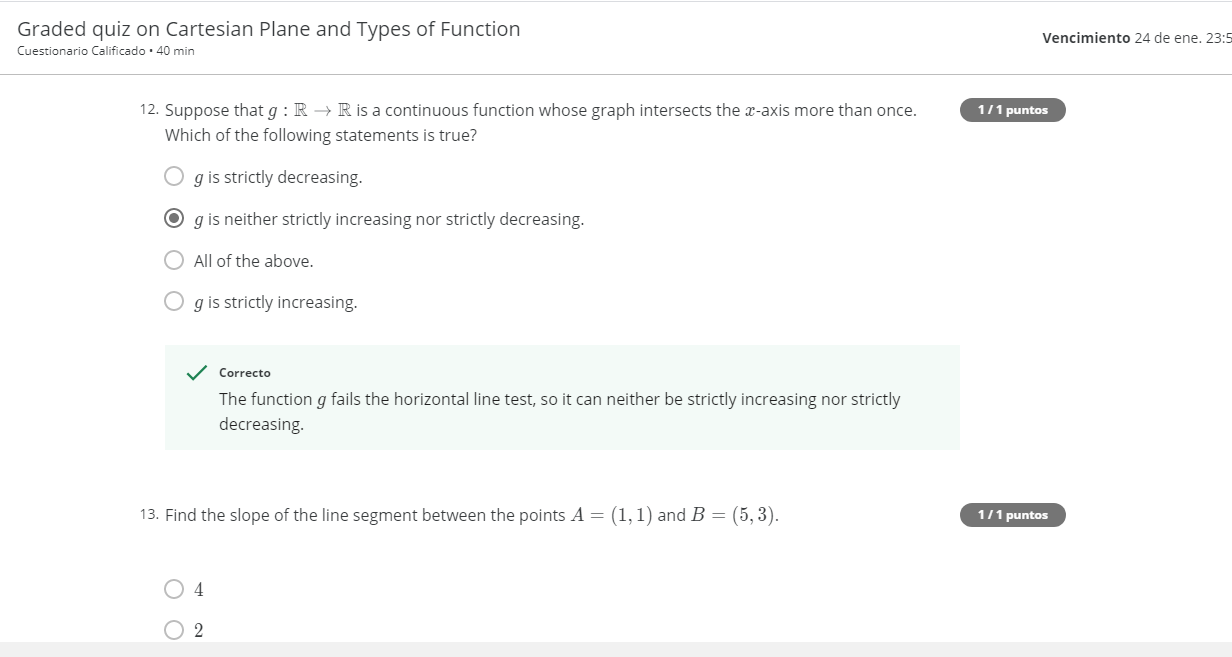 Graded quiz on Cartesian Plane and Types of Function
Cuestionario Calificado • 40 min
Vencimiento 24 de ene. 23:5
12. Suppose that g : ℝ → ℝ is a continuous function whose graph intersects the x-axis more than once.
1 / 1 puntos
Which of the following statements is true?
g is strictly decreasing.
g is neither strictly increasing nor strictly decreasing.
All of the above.
g is strictly increasing.
Correcto
The function g fails the horizontal line test, so it can neither be strictly increasing nor strictly
decreasing.
13. Find the slope of the line segment between the points A = (1, 1) and B = (5, 3).
1 / 1 puntos
4
2